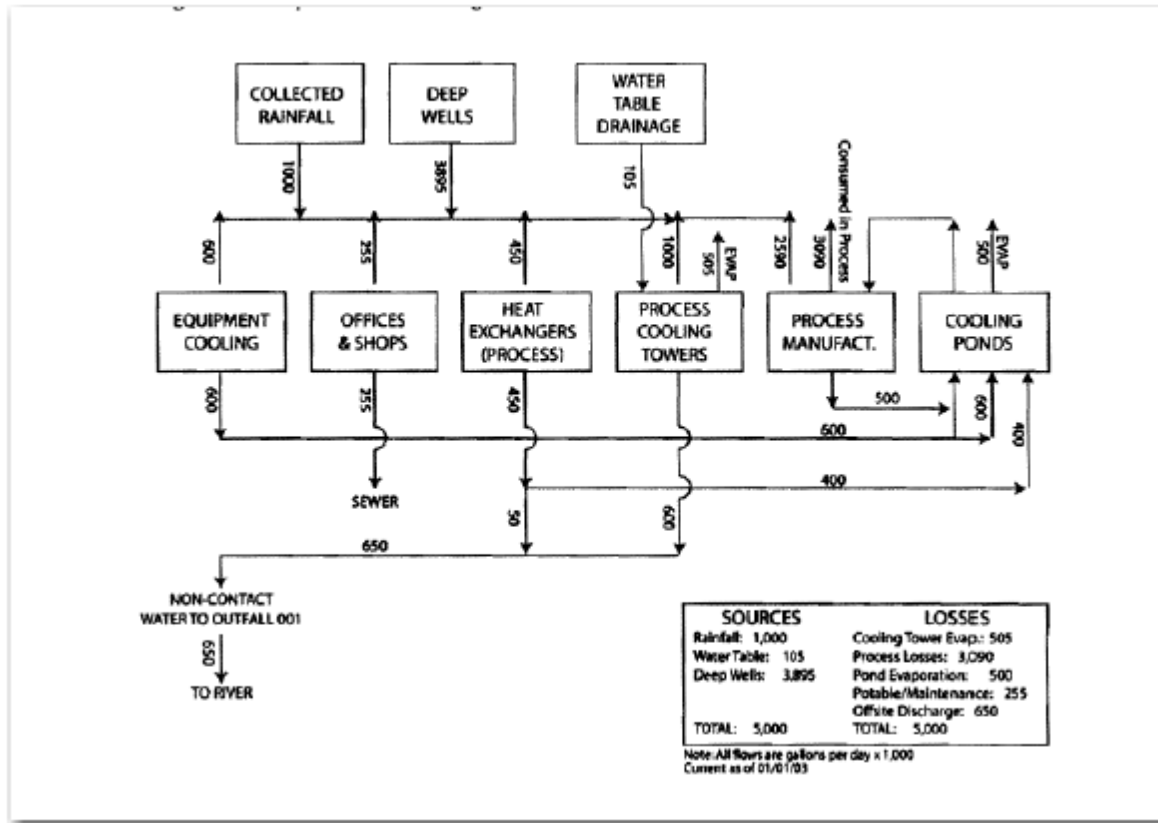 COLLECTED
RAINFALL
DEEP
WELLS
WATER
TABLE
DRAINAGE
1000
3895
105
Consumed in Process
600
255
450
1000
505
EVAP
2590
3090
500
EVAP
EQUIPMENT
COOLING
OFFICES
& SHOPS
HEAT
EXCHANGERS
(PROCESS)
PROCESS
COOLING
TOWERS
PROCESS
MANUFACT.
COOLING
PONDS
600
255
450
500
600
600
400
SEWER
400
50
600
650
NON-CONTACT
WATER TO OUTFALL 001
650
TO RIVER
SOURCES
Rainfall: 1,000
Water Table: 105
Deep Wells: 3,895
TOTAL: 5,000
LOSSES
Cooling Tower Evap.: 505
Process Losses: 3,090
Pond Evaporation: 500
Potable/Maintenance: 255
Offsite Discharge: 650
TOTAL: 5,000
Note: All flows are gallons per day x 1,000
Current as of 01/01/03